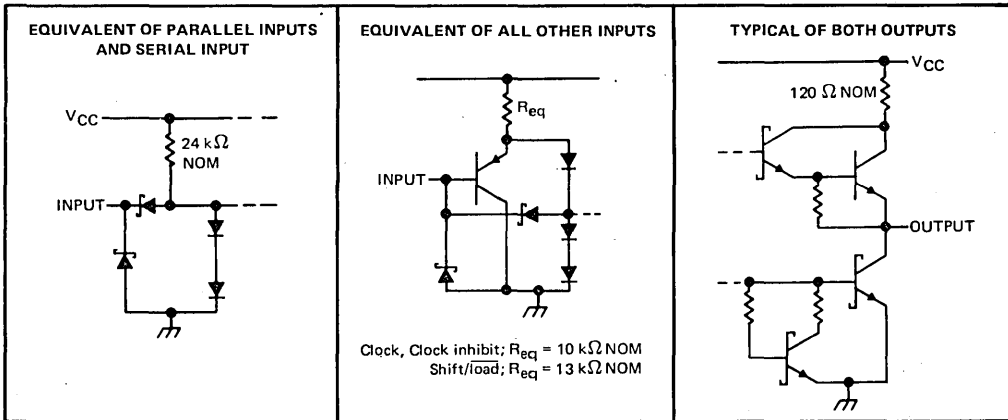 EQUIVALENT OF PARALLEL INPUTS
AND SERIAL INPUT
VCC
24 kΩ
NOM
INPUT
EQUIVALENT OF ALL OTHER INPUTS
Req
INPUT
Clock, Clock inhibit; Req = 10 kΩ NOM
Shift/load; Req = 13 kΩ NOM
TYPICAL OF BOTH OUTPUTS
VCC
120 Ω NOM
OUTPUT